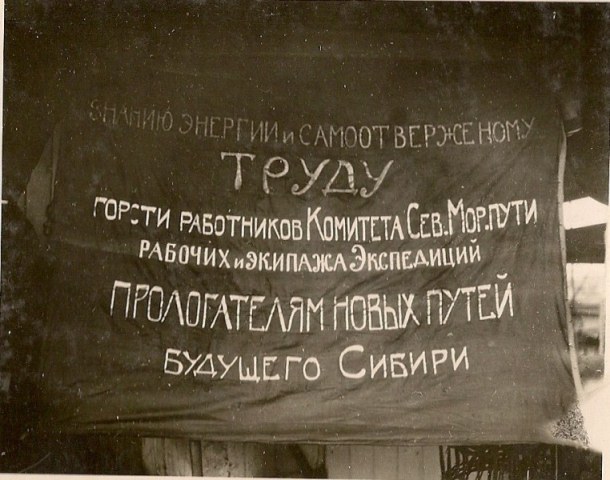 ЗНАНИЮ ЭНЕРГИИ и САМООТВЕРЖЕНОМУ
ТРУДУ
ГОРСТИ РАБОТНИКОВ КОМИТЕТА СЕВ. МОР. ПУТИ
РАБОЧИХ и ЭКИПАЖА ЭКСПЕДИЦИЙ
ПРОЛОГАТЕЛЯМ НОВЫХ ПУТЕЙ
БУДУЩЕГО СИБИРИ